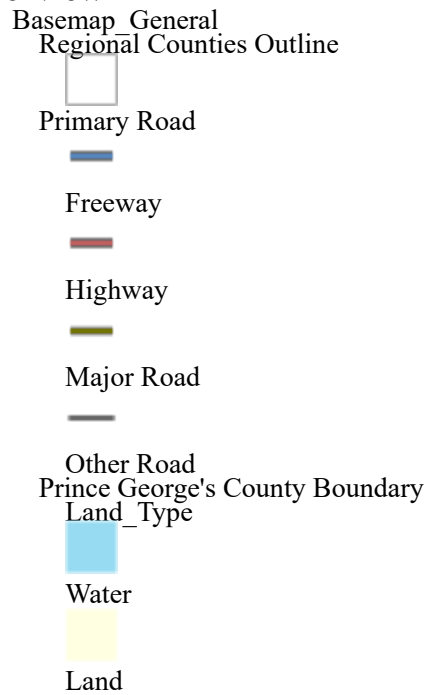 Basemap_General
Regional Counties Outline
Primary Road
Freeway
Highway
Major Road
Other Road
Prince George's County Boundary
Land_Type
Water
Land